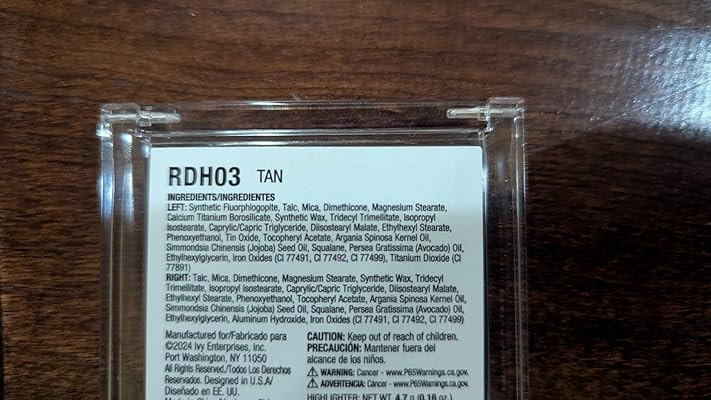 RDH03 TAN
INGREDIENTS/INGREDIENTES
LEFT: Synthetic Fluorphlogopite, Talc, Mica, Dimethicone, Magnesium Stearate,
Calcium Titanium Borosilicate, Synthetic Wax, Tridecyl Trimellitate, Isopropyl
Isostearate, Caprylic/Capric Triglyceride, Diisostearyl Malate, Ethylhexyl Stearate,
Phenoxyethanol, Tin Oxide, Tocopheryl Acetate, Argania Spinosa Kernel Oil,
Simmondsia Chinensis (Jojoba) Seed Oil, Squalane, Persea Gratissima (Avocado) Oil,
Ethylhexylglycerin, Iron Oxides (CI 77491, CI 77492, CI 77499), Titanium Dioxide (CI
77891)
RIGHT: Talc, Mica, Dimethicone, Magnesium Stearate, Synthetic Wax, Tridecyl
Trimellitate, Isopropyl Isostearate, Caprylic/Capric Triglyceride, Diisostearyl Malate,
Ethylhexyl Stearate, Phenoxyethanol, Tocopheryl Acetate, Argania Spinosa Kernel Oil,
Simmondsia Chinensis (Jojoba) Seed Oil, Squalane, Persea Gratissima (Avocado) Oil,
Ethylhexylglycerin, Aluminum Hydroxide, Iron Oxides (CI 77491, CI 77492, CI 77499)
Manufactured for/Fabricado para
©2024 Ivy Enterprises, Inc.
Port Washington, NY 11050
All Rights Reserved./Todos Los Derechos
Reservados. Designed in U.S.A/
Diseñado en EE. UU.
CAUTION: Keep out of reach of children.
PRECAUCIÓN: Mantener fuera del
alcance de los niños.
WARNING: Cancer - www.P65Warnings.ca.gov.
ADVERTENCIA: Cáncer - www.P65Warnings.ca.gov.
HIGHLIGHTER NET WT. 4.7 g (0.16 oz.)